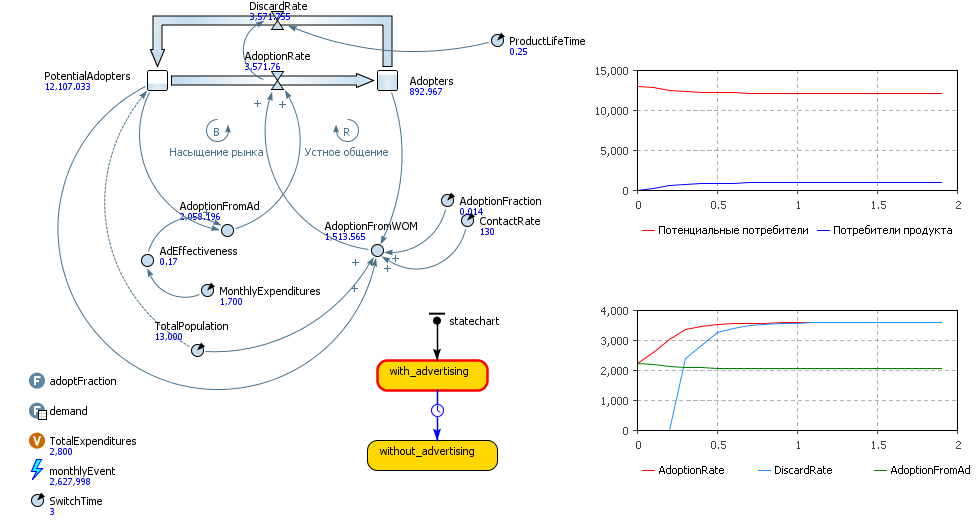 DiscardRate
3,571.755
ProductLifeTime
0.25
AdoptionRate
3,571.76
PotentialAdopters
12,107.033
Adopters
892.967
B
Насыщение рынка
R
Устное общение
AdoptionFraction
0.014
ContactRate
130
AdoptionFromAd
2,058.196
AdoptionFromWOM
1,513.565
AdEffectiveness
0.17
MonthlyExpenditures
1,700
TotalPopulation
13,000
statechart
with_advertising
without_advertising
F adoptFraction
F demand
V TotalExpenditures
2,800
monthlyEvent
2,627,998
SwitchTime
3
15,000
10,000
5,000
0
0 0.5 1 1.5 2
Потенциальные потребители Потребители продукта
4,000
3,000
2,000
1,000
0
0 0.5 1 1.5 2
AdoptionRate DiscardRate AdoptionFromAd